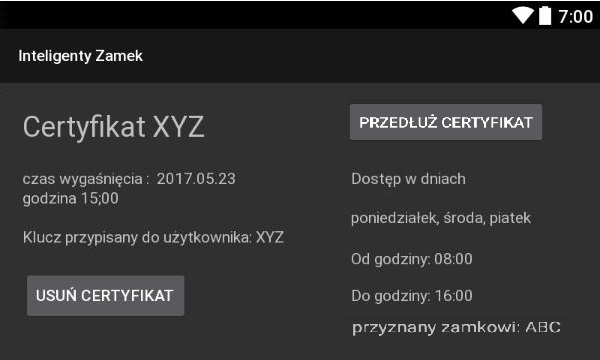 7:00
Inteligenty Zamek
Certyfikat XYZ
czas wygaśnięcia : 2017.05.23
godzina 15;00
Klucz przypisany do użytkownika: XYZ
USUŃ CERTYFIKAT
PRZEDŁUŻ CERTYFIKAT
Dostęp w dniach
poniedziałek, środa, piatek
Od godziny: 08:00
Do godziny: 16:00
przyznany zamkowi: ABC